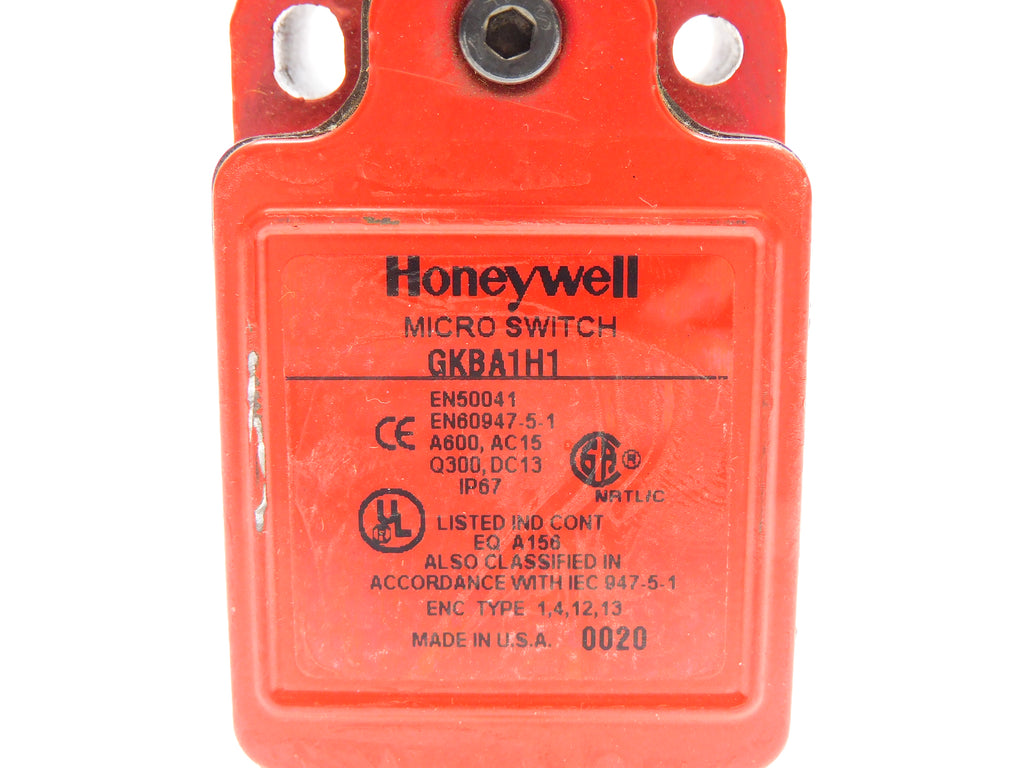 Honeywell
MICRO SWITCH
GKBA1H1
EN50041
EN60947-5-1
CE A600, AC15
Q300, DC13
IP67
SA ®
NRTL/C
UL ®
LISTED IND CONT
EQ A156
ALSO CLASSIFIED IN
ACCORDANCE WITH IEC 947-5-1
ENC TYPE 1,4,12,13
MADE IN U.S.A. 0020